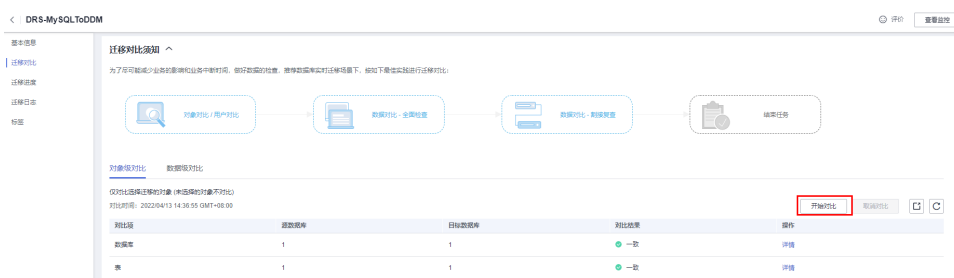 < DRS-MySQLToDDM
评价
查看监控
基本信息
迁移对比
迁移进度
迁移日志
标签
迁移对比须知
为了尽可能减少业务的影响和业务中断时间，做好数据的检查，推荐数据库实时迁移场景下，按如下最佳实践进行迁移对比：
对象对比 / 用户对比
数据对比 - 全面检查
数据对比 - 割接复查
结束任务
对象级对比 数据级对比
仅对比选择迁移的对象 (未选择的对象不对比)
对比时间：2022/04/13 14:36:55 GMT+08:00
开始对比 取消对比
对比项 源数据库 目标数据库 对比结果 操作
数据库 1 1 一致 详情
表 1 1 一致 详情